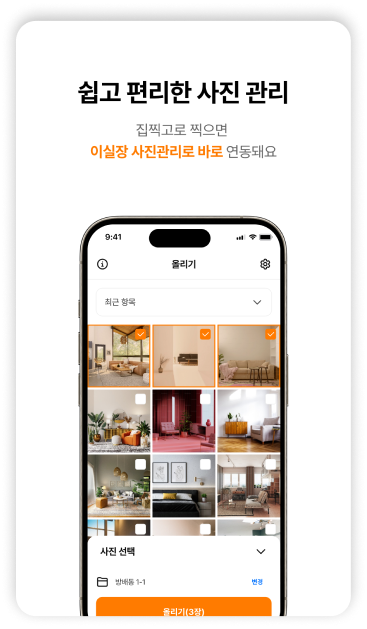 쉽고 편리한 사진 관리
집찍고로 찍으면
이실장 사진관리로 바로 연동돼요
9:41
올리기
최근 항목
사진 선택
방배동 1-1
변경
올리기(3장)